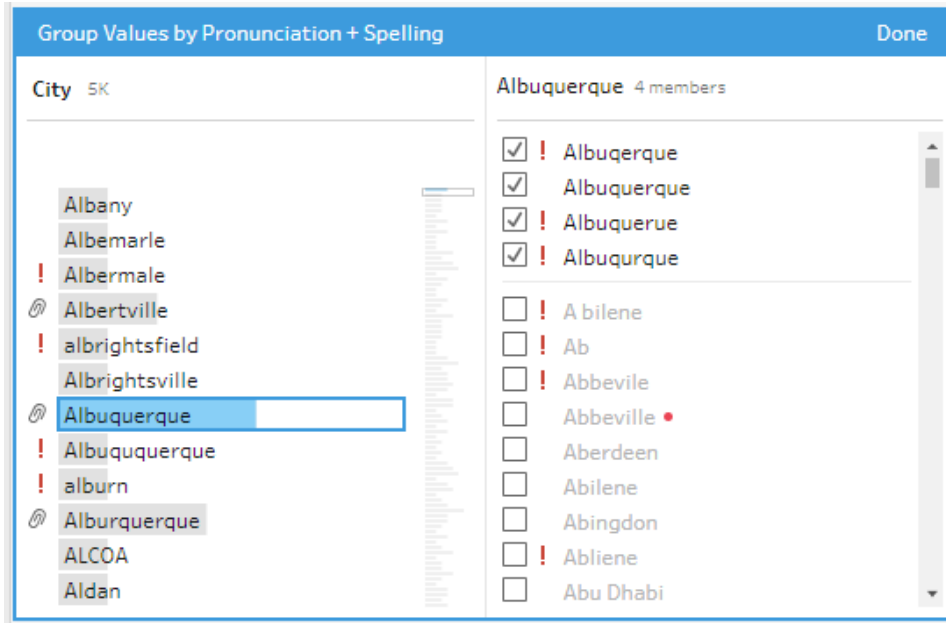 Group Values by Pronunciation + Spelling
Done
City 5K
Albany
Albemarle
! Albermale
Albertville
! albrightsfield
Albrightsville
Albuquerque
! Albuququerque
! alburn
Alburquerque
ALCOA
Aldan
Albuquerque 4 members
! Albuqerque
Albuquerque
! Albuquerue
! Albuqurque
! A bilene
! Ab
! Abbevile
Abbeville
Aberdeen
Abilene
Abingdon
! Abliene
Abu Dhabi